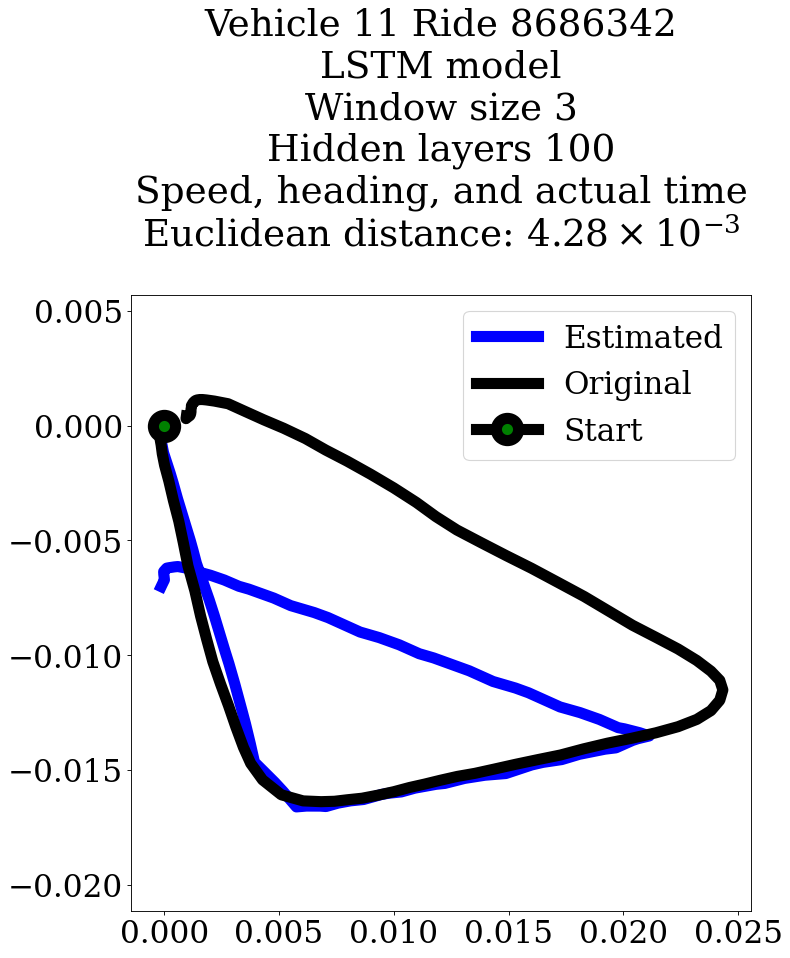 Vehicle 11 Ride 8686342
LSTM model
Window size 3
Hidden layers 100
Speed, heading, and actual time
Euclidean distance: 4.28 × 10⁻³
Estimated
Original
Start
0.005
0.000
−0.005
−0.010
−0.015
−0.020
0.000 0.005 0.010 0.015 0.020 0.025